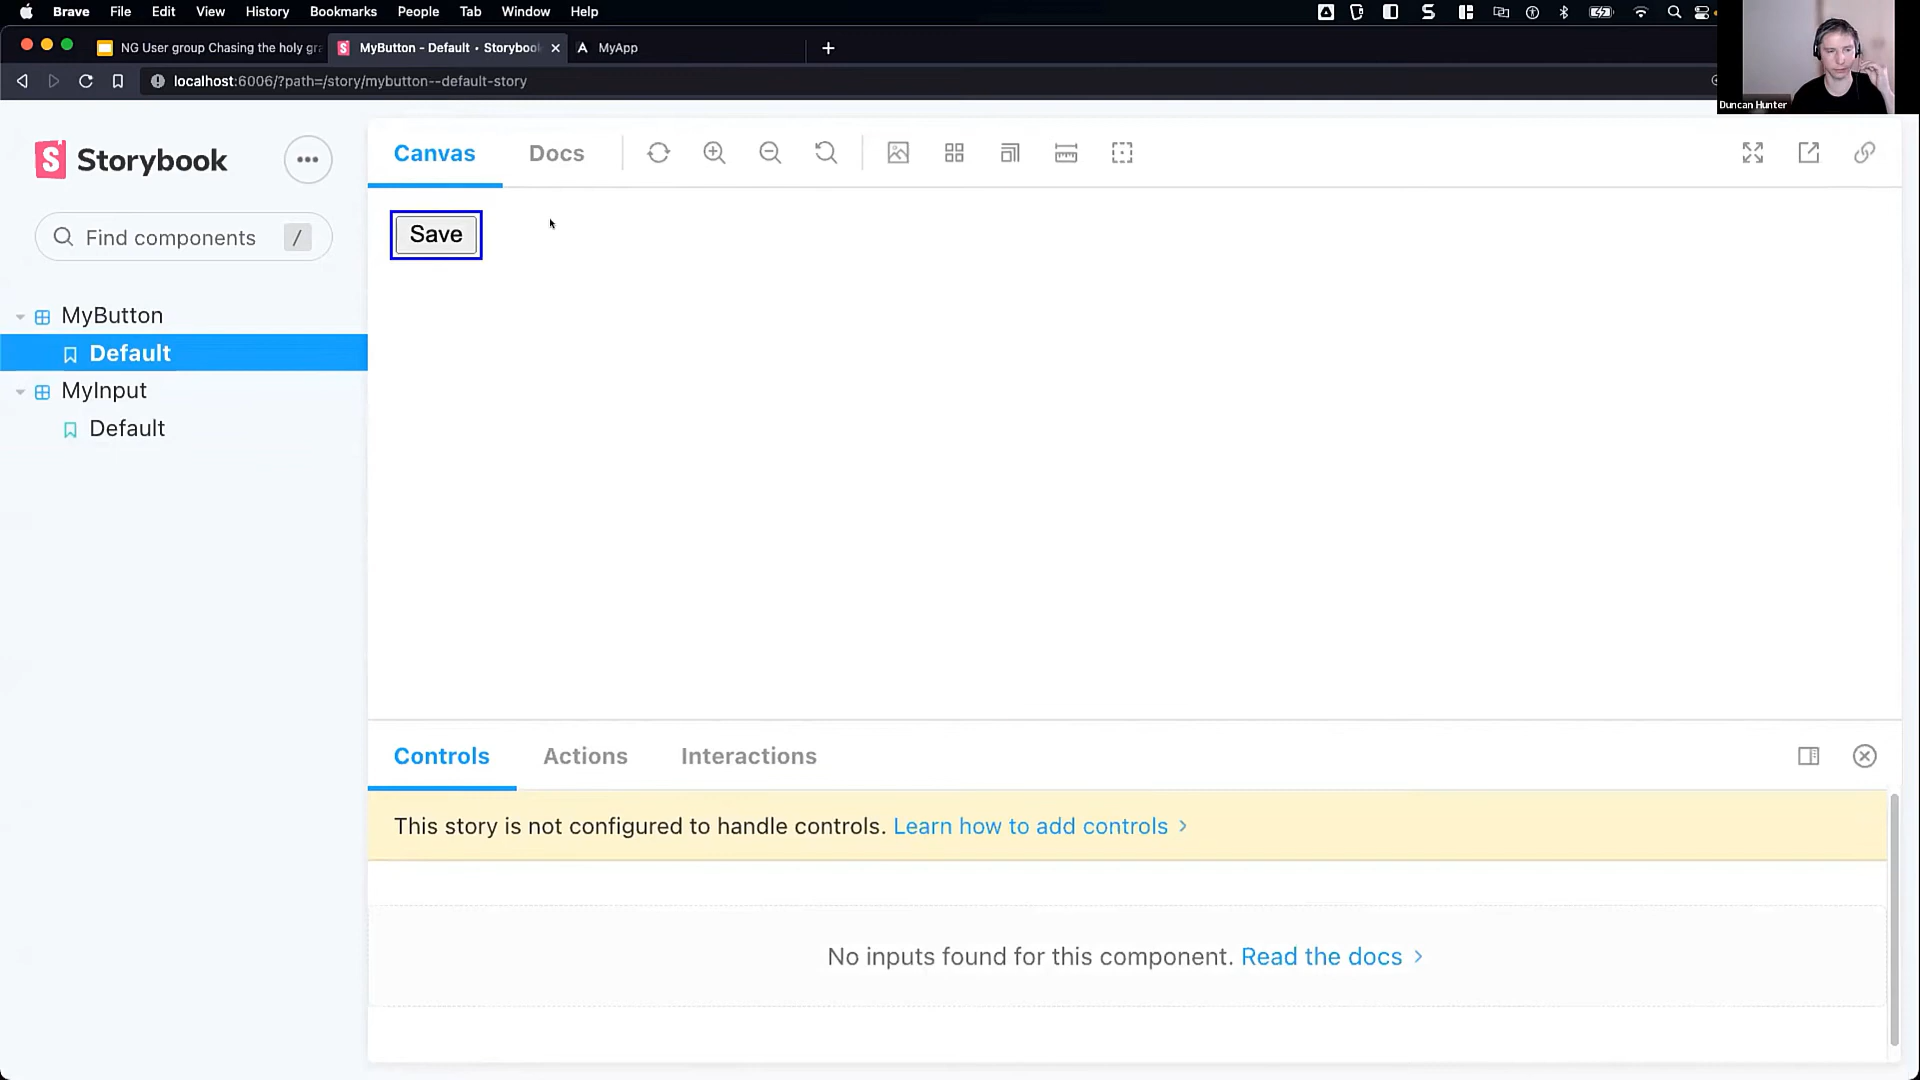 Brave File Edit View History Bookmarks People Tab Window Help
NG User group Chasing the holy gr
MyButton - Default • Storybook
MyApp
localhost:6006/?path=/story/mybutton--default-story
Duncan Hunter
Storybook
Find components /
MyButton
Default
MyInput
Default
Canvas Docs
Save
Controls Actions Interactions
This story is not configured to handle controls. Learn how to add controls
No inputs found for this component. Read the docs